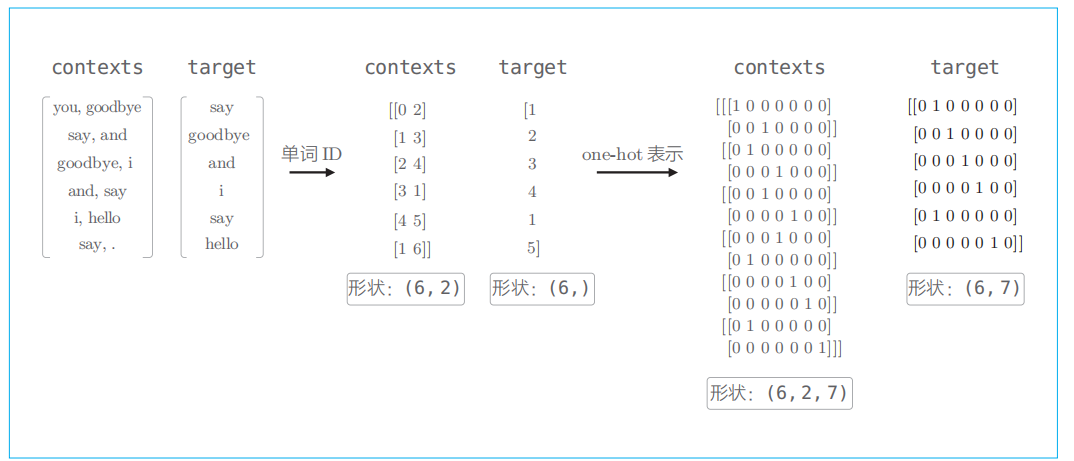 contexts target
you, goodbye say
say, and goodbye
goodbye, i and
and, say i
i, hello say
say, . hello
单词 ID
contexts target
[[0 2] [1
[1 3] 2
[2 4] 3
[3 1] 4
[4 5] 1
[1 6]] 5]
形状：(6, 2) 形状：(6,)
one-hot 表示
contexts
[[[1 0 0 0 0 0 0]
[0 0 1 0 0 0 0]]
[[0 1 0 0 0 0 0]
[0 0 0 1 0 0 0]]
[[0 0 1 0 0 0 0]
[0 0 0 0 1 0 0]]
[[0 0 0 1 0 0 0]
[0 1 0 0 0 0 0]]
[[0 0 0 0 1 0 0]
[0 0 0 0 0 1 0]]
[[0 1 0 0 0 0 0]
[0 0 0 0 0 0 1]]]
形状：(6, 2, 7)
target
[[0 1 0 0 0 0 0]
[0 0 1 0 0 0 0]
[0 0 0 1 0 0 0]
[0 0 0 0 1 0 0]
[0 1 0 0 0 0 0]
[0 0 0 0 0 1 0]]
形状：(6, 7)